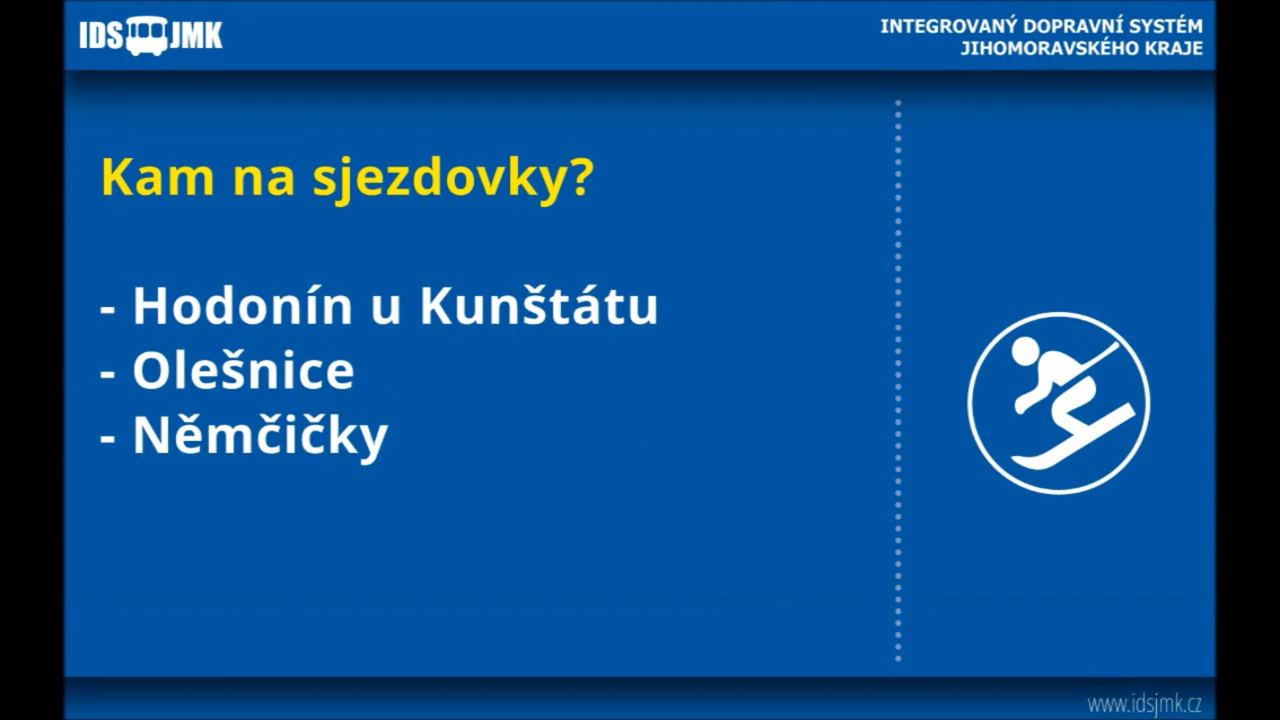 IDS JMK
INTEGROVANÝ DOPRAVNÍ SYSTÉM
JIHOMORAVSKÉHO KRAJE
Kam na sjezdovky?
- Hodonín u Kunštátu
- Olešnice
- Němčičky
www.idsjmk.cz